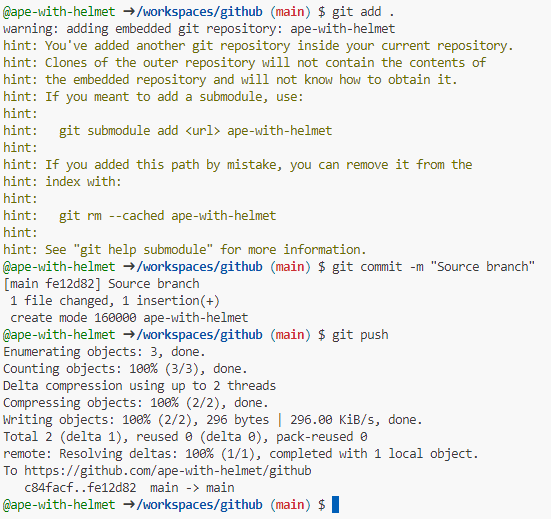 @ape-with-helmet ➜/workspaces/github (main) $ git add .
warning: adding embedded git repository: ape-with-helmet
hint: You've added another git repository inside your current repository.
hint: Clones of the outer repository will not contain the contents of
hint: the embedded repository and will not know how to obtain it.
hint: If you meant to add a submodule, use:
hint:
hint:   git submodule add <url> ape-with-helmet
hint:
hint: If you added this path by mistake, you can remove it from the
hint: index with:
hint:
hint:   git rm --cached ape-with-helmet
hint:
hint: See "git help submodule" for more information.
@ape-with-helmet ➜/workspaces/github (main) $ git commit -m "Source branch"
[main fe12d82] Source branch
 1 file changed, 1 insertion(+)
 create mode 160000 ape-with-helmet
@ape-with-helmet ➜/workspaces/github (main) $ git push
Enumerating objects: 3, done.
Counting objects: 100% (3/3), done.
Delta compression using up to 2 threads
Compressing objects: 100% (2/2), done.
Writing objects: 100% (2/2), 296 bytes | 296.00 KiB/s, done.
Total 2 (delta 1), reused 0 (delta 0), pack-reused 0
remote: Resolving deltas: 100% (1/1), completed with 1 local object.
To https://github.com/ape-with-helmet/github
   c84facf..fe12d82  main -> main
@ape-with-helmet ➜/workspaces/github (main) $